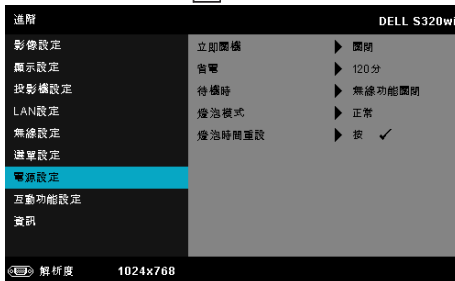 進階 DELL S320wi
影像設定
顯示設定
投影機設定
LAN設定
無線設定
選單設定
電源設定
互動功能設定
資訊
立即關機 ▶ 關閉
省電 ▶ 120分
待機時 ▶ 無線功能關閉
燈泡模式 ▶ 正常
燈泡時間重設 ▶ 按 ✓
解析度 1024x768